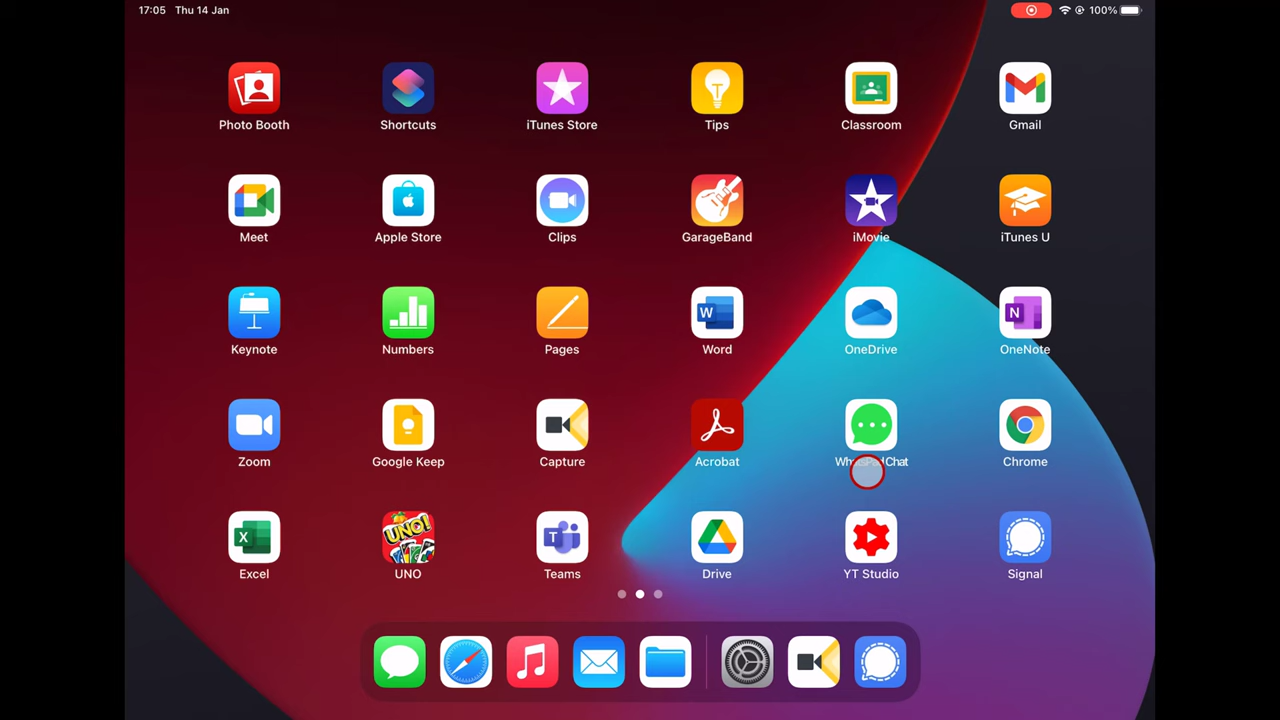 17:05 Thu 14 Jan 100%
Photo Booth Shortcuts iTunes Store Tips Classroom Gmail
Meet Apple Store Clips GarageBand iMovie iTunes U
Keynote Numbers Pages Word OneDrive OneNote
Zoom Google Keep Capture Acrobat Chat Chrome
Excel UNO Teams Drive YT Studio Signal